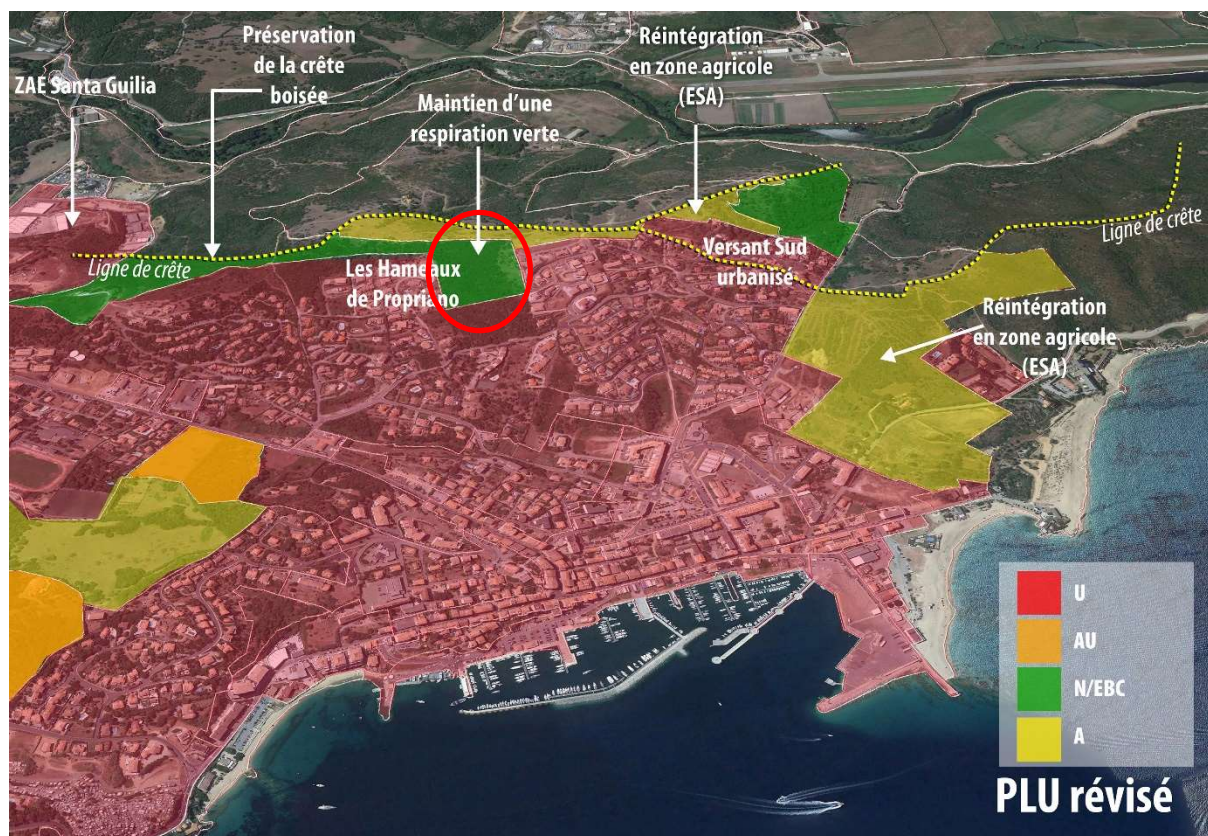 ZAE Santa Guilia
Préservation
de la crête
boisée
Maintien d’une
respiration verte
Réintégration
en zone agricole
(ESA)
Ligne de crête
Les Hameaux
de Propriano
Versant Sud
urbanisé
Ligne de crête
Réintégration
en zone agricole
(ESA)
U
AU
N/EBC
A
PLU révisé